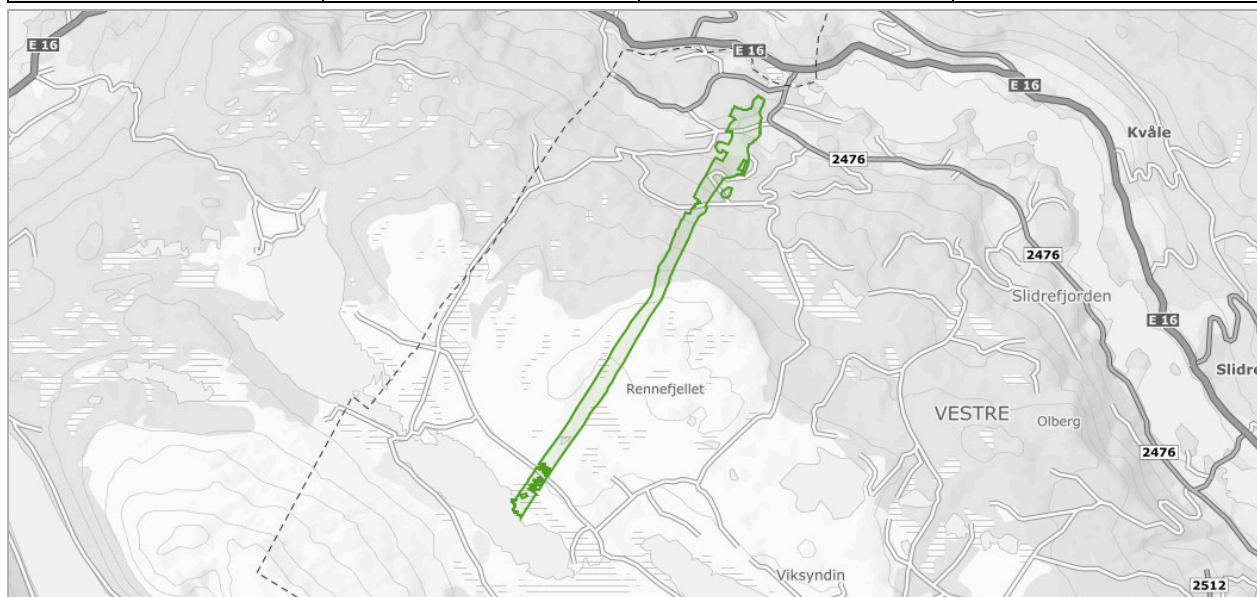 E 16
E 16
E 16
Kvåle
2476
2476
Slidrefjorden
E 16
Slidre
Rennefjellet
VESTRE
Olberg
2476
Viksyndin
2512